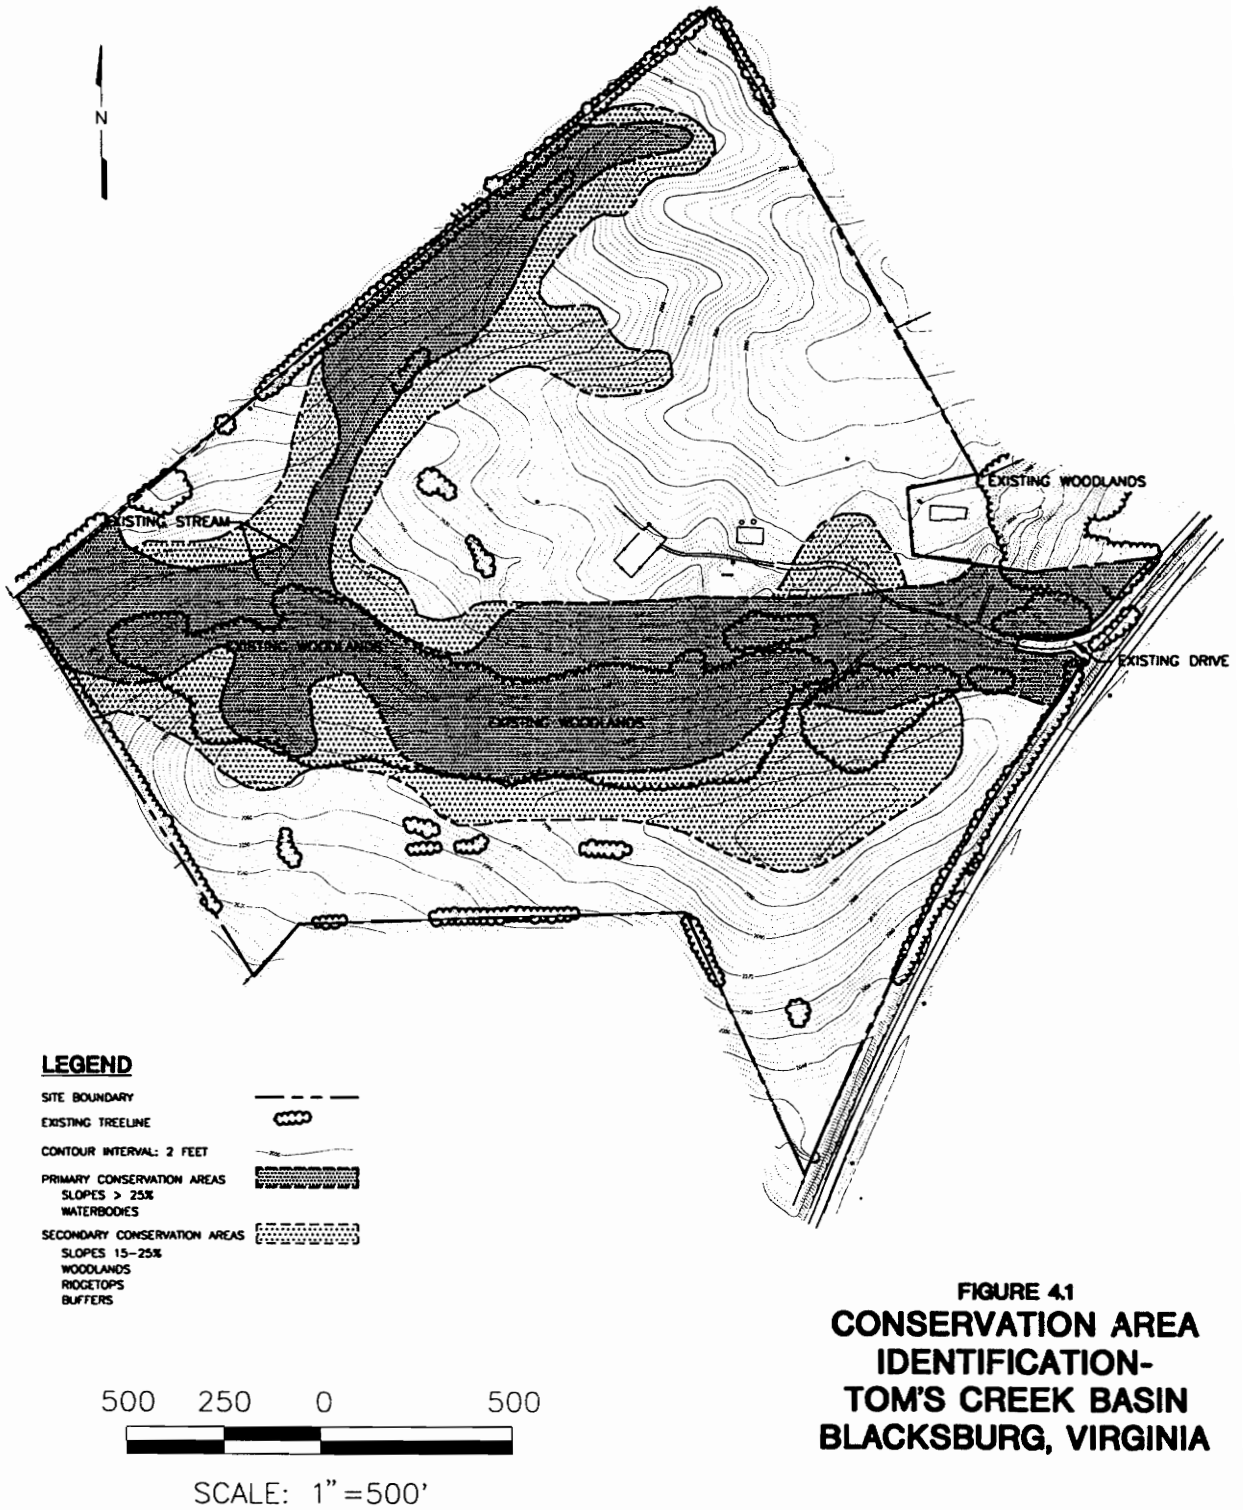 N
EXISTING WOODLANDS
EXISTING STREAM
EXISTING WOODLANDS
EXISTING DRIVE
EXISTING WOODLANDS
LEGEND
SITE BOUNDARY
EXISTING TREELINE
CONTOUR INTERVAL: 2 FEET
PRIMARY CONSERVATION AREAS
SLOPES > 25%
WATERBODIES
SECONDARY CONSERVATION AREAS
SLOPES 15-25%
WOODLANDS
RIDGETOPS
BUFFERS
FIGURE 4.1
CONSERVATION AREA
IDENTIFICATION-
TOM'S CREEK BASIN
BLACKSBURG, VIRGINIA
500 250 0 500
SCALE: 1"=500'